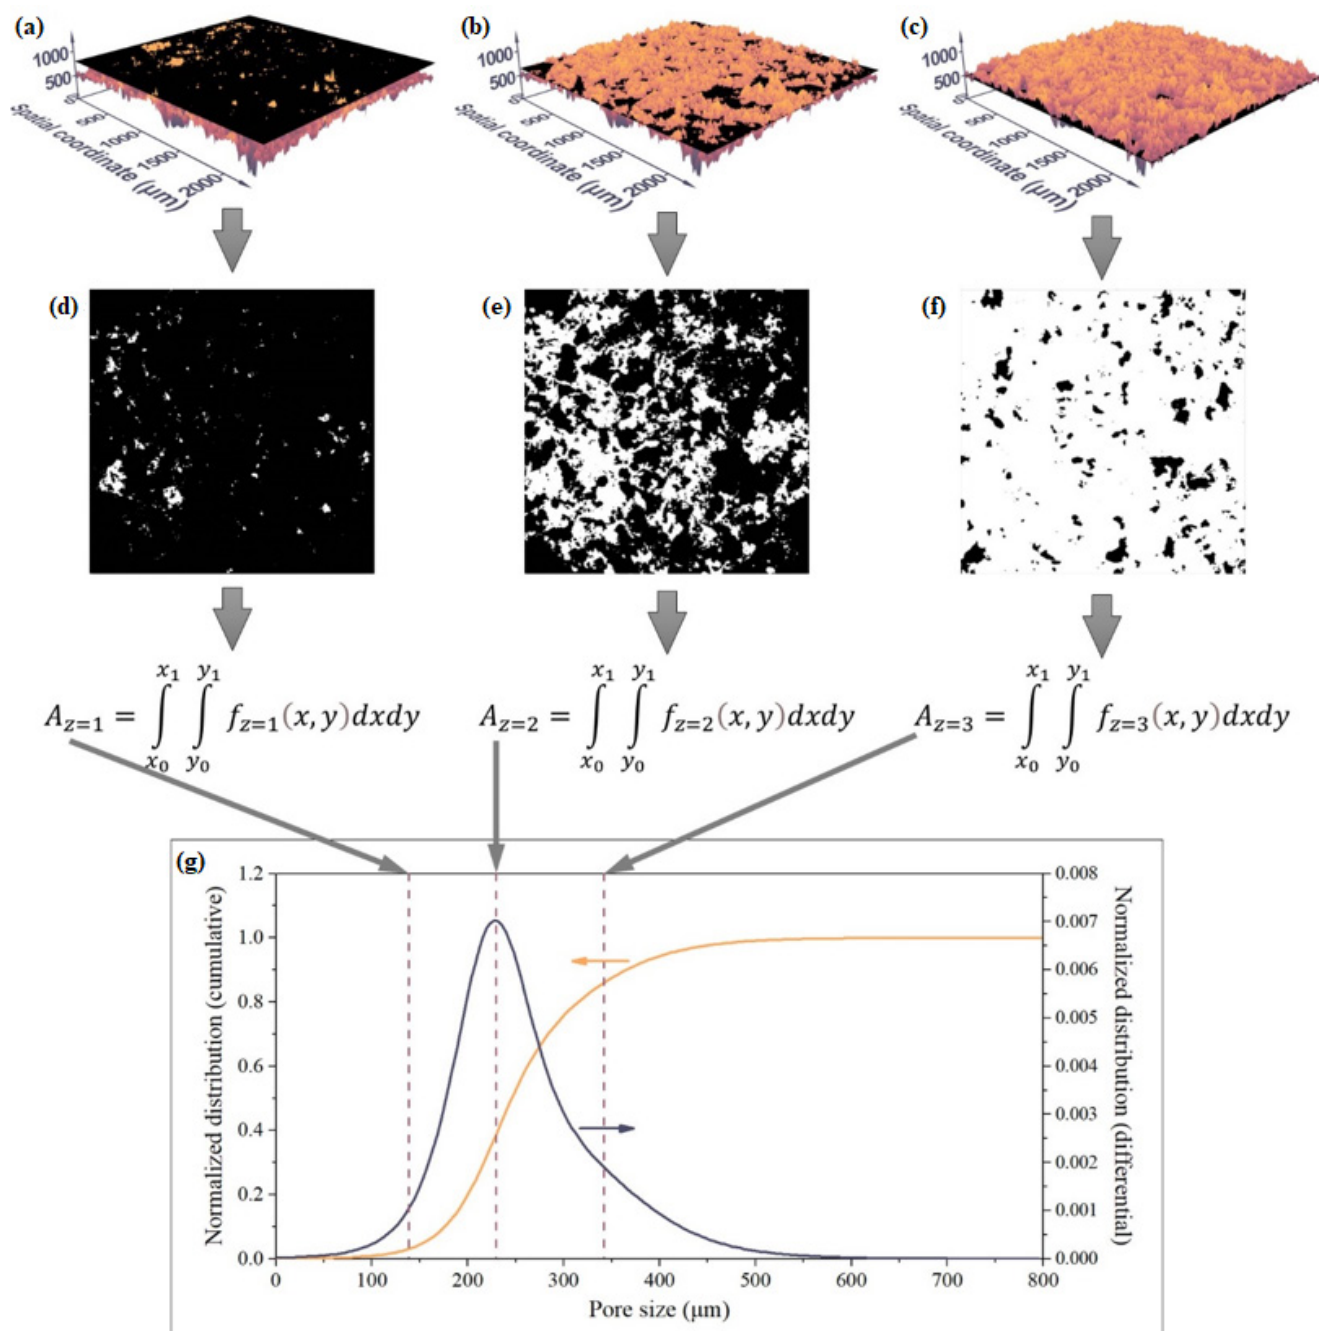 (a)
1000
500
0
500
1000
1500
2000
Spatial coordinate (μm)
(b)
1000
500
0
500
1000
1500
2000
Spatial coordinate (μm)
(c)
1000
500
0
500
1000
1500
2000
Spatial coordinate (μm)
(d)
(e)
(f)
A_{z=1} = ∫_{x_0}^{x_1} ∫_{y_0}^{y_1} f_{z=1}(x, y)dxdy
A_{z=2} = ∫_{x_0}^{x_1} ∫_{y_0}^{y_1} f_{z=2}(x, y)dxdy
A_{z=3} = ∫_{x_0}^{x_1} ∫_{y_0}^{y_1} f_{z=3}(x, y)dxdy
(g)
Normalized distribution (cumulative)
1.2
1.0
0.8
0.6
0.4
0.2
0.0
0.008
0.007
0.006
0.005
0.004
0.003
0.002
0.001
0.000
Normalized distribution (differential)
0 100 200 300 400 500 600 700 800
Pore size (μm)